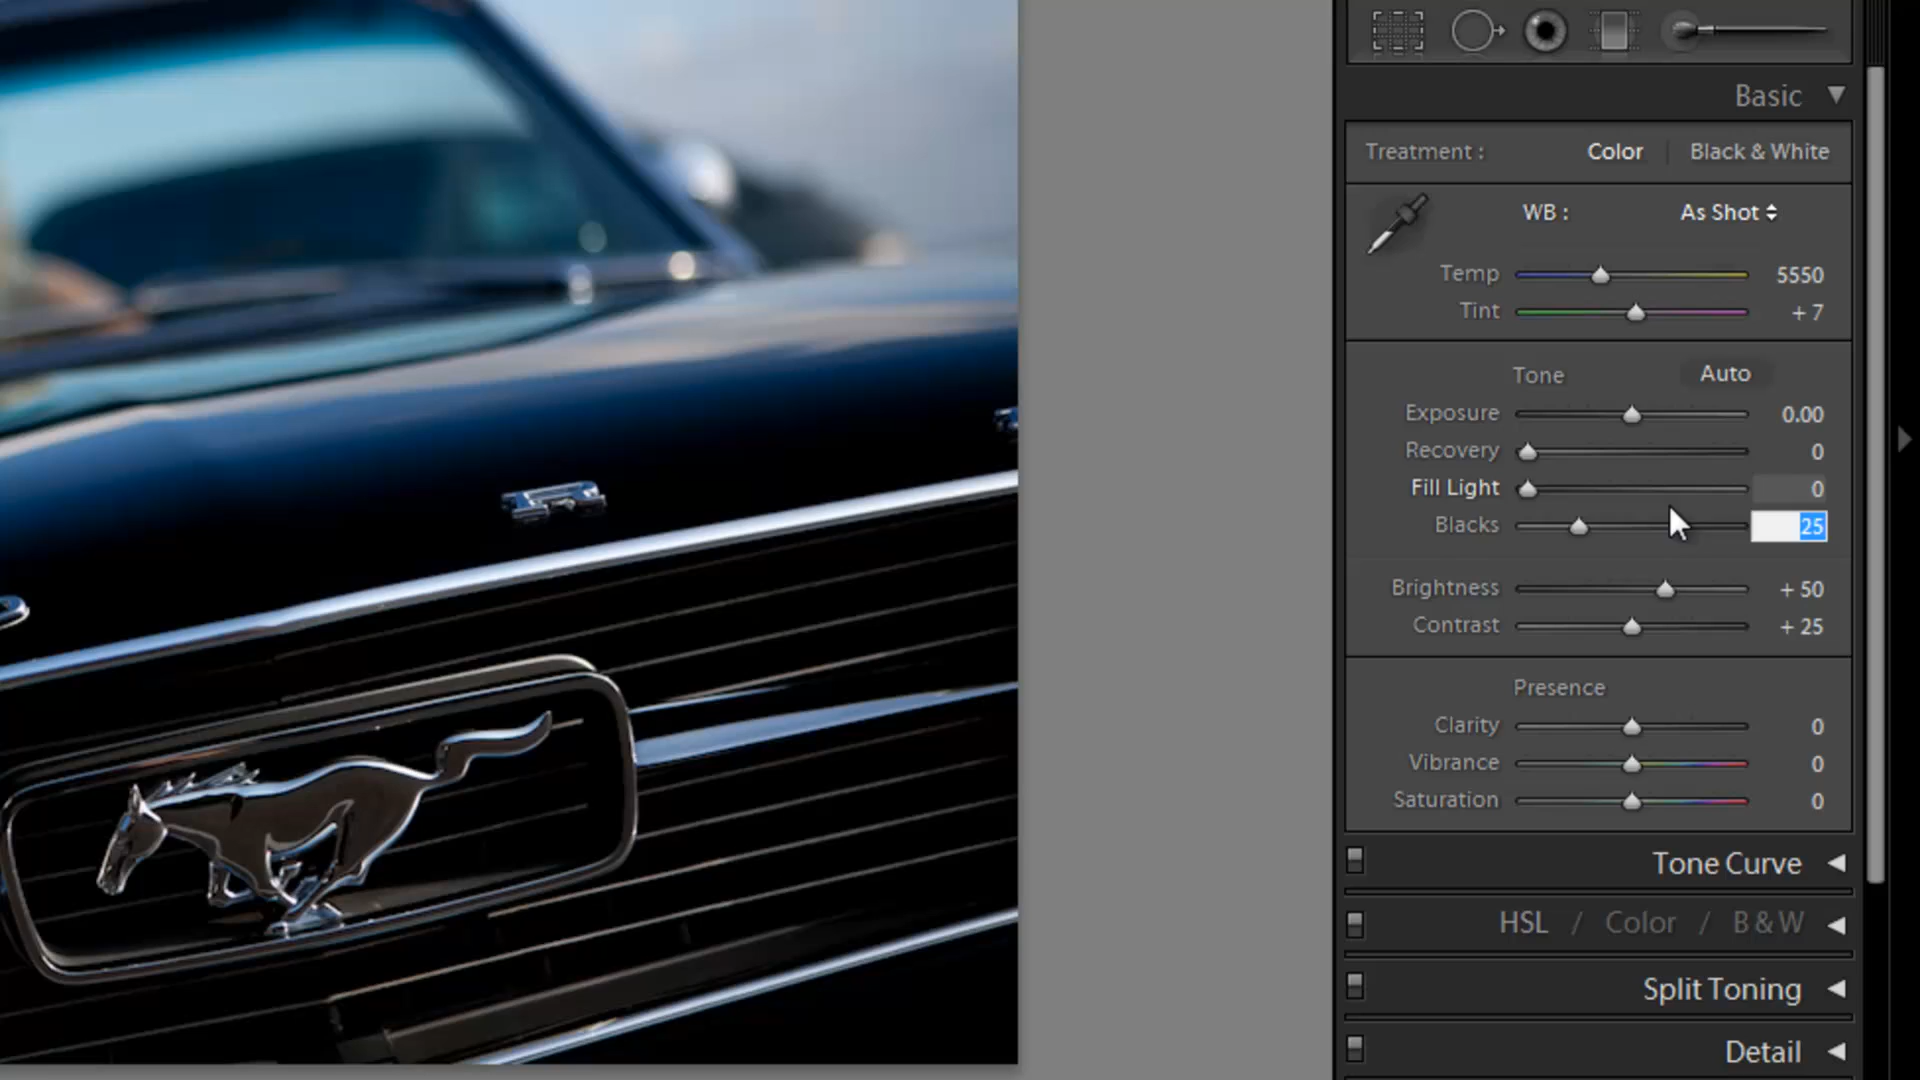 Basic
Treatment : Color Black & White
WB : As Shot
Temp 5550
Tint + 7
Tone Auto
Exposure 0.00
Recovery 0
Fill Light 0
Blacks 25
Brightness + 50
Contrast + 25
Presence
Clarity 0
Vibrance 0
Saturation 0
Tone Curve
HSL / Color / B & W
Split Toning
Detail